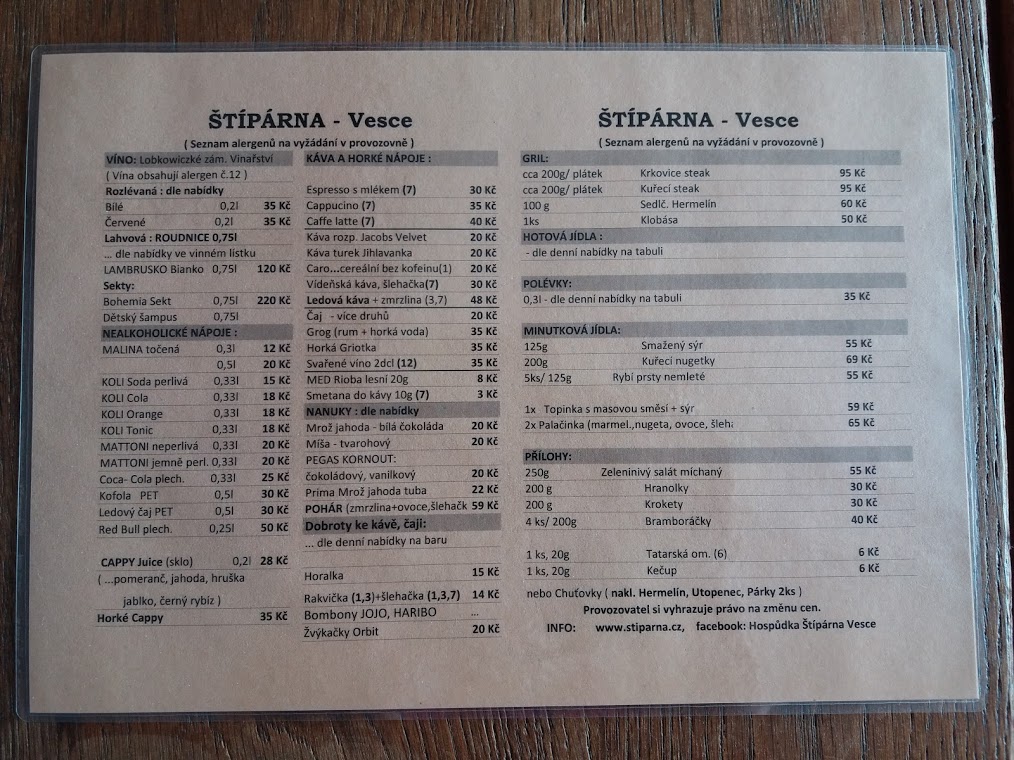 ŠTÍPÁRNA - Vesce
( Seznam alergenů na vyžádání v provozovně )
VÍNO: Lobkowiczké zám. Vinařství
( Vína obsahují alergen č.12 )
Rozlévaná : dle nabídky
Bílé 0,2l 35 Kč
Červené 0,2l 35 Kč
Lahvová : ROUDNICE 0,75l
... dle nabídky ve vinném lístku
LAMBRUSKO Bianko 0,75l 120 Kč
Sekty:
Bohemia Sekt 0,75l 220 Kč
Dětský šampus 0,75l
NEALKOHOLICKÉ NÁPOJE :
MALINA točená 0,3l 12 Kč
0,5l 20 Kč
KOLI Soda perlivá 0,33l 15 Kč
KOLI Cola 0,33l 18 Kč
KOLI Orange 0,33l 18 Kč
KOLI Tonic 0,33l 18 Kč
MATTONI neperlivá 0,33l 20 Kč
MATTONI jemně perl. 0,33l 20 Kč
Coca- Cola plech. 0,33l 25 Kč
Kofola PET 0,5l 30 Kč
Ledový čaj PET 0,5l 30 Kč
Red Bull plech. 0,25l 50 Kč
CAPPY Juice (sklo) 0,2l 28 Kč
( ...pomeranč, jahoda, hruška
jablko, černý rybíz )
Horké Cappy 35 Kč
KÁVA A HORKÉ NÁPOJE :
Espresso s mlékem (7) 30 Kč
Cappucino (7) 35 Kč
Caffe latte (7) 40 Kč
Káva rozp. Jacobs Velvet 20 Kč
Káva turek Jihlavanka 20 Kč
Caro...cereální bez kofeinu(1) 20 Kč
Vídeňská káva, šlehačka(7) 30 Kč
Ledová káva + zmrzlina (3,7) 48 Kč
Čaj - více druhů 20 Kč
Grog (rum + horká voda) 35 Kč
Horká Griotka 35 Kč
Svařené víno 2dcl (12) 35 Kč
MED Rioba lesní 20g 8 Kč
Smetana do kávy 10g (7) 3 Kč
NANUKY : dle nabídky
Mrož jahoda - bílá čokoláda 20 Kč
Míša - tvarohový 20 Kč
PEGAS KORNOUT:
čokoládový, vanilkový 20 Kč
Prima Mrož jahoda tuba 22 Kč
POHÁR (zmrzlina+ovoce,šlehačk 59 Kč
Dobroty ke kávě, čaji:
... dle denní nabídky na baru
Horalka 15 Kč
Rakvička (1,3)+šlehačka (1,3,7) 14 Kč
Bombony JOJO, HARIBO ...
Žvýkačky Orbit 20 Kč
ŠTÍPÁRNA - Vesce
( Seznam alergenů na vyžádání v provozovně )
GRIL:
cca 200g/ plátek Krkovice steak 95 Kč
cca 200g/ plátek Kuřecí steak 95 Kč
100 g Sedlč. Hermelín 60 Kč
1ks Klobása 50 Kč
HOTOVÁ JÍDLA :
- dle denní nabídky na tabuli
POLÉVKY:
0,3l - dle denní nabídky na tabuli 35 Kč
MINUTKOVÁ JÍDLA:
125g Smažený sýr 55 Kč
200g Kuřecí nugetky 69 Kč
5ks/ 125g Rybí prsty nemleté 55 Kč
1x Topinka s masovou směsí + sýr 59 Kč
2x Palačinka (marmel.,nugeta, ovoce, šleha 65 Kč
PŘÍLOHY:
250g Zeleninivý salát míchaný 55 Kč
200 g Hranolky 30 Kč
200 g Krokety 30 Kč
4 ks/ 200g Bramboráčky 40 Kč
1 ks, 20g Tatarská om. (6) 6 Kč
1 ks, 20g Kečup 6 Kč
nebo Chuťovky ( nakl. Hermelín, Utopenec, Párky 2ks )
Provozovatel si vyhrazuje právo na změnu cen.
INFO: www.stiparna.cz, facebook: Hospůdka Štípárna Vesce